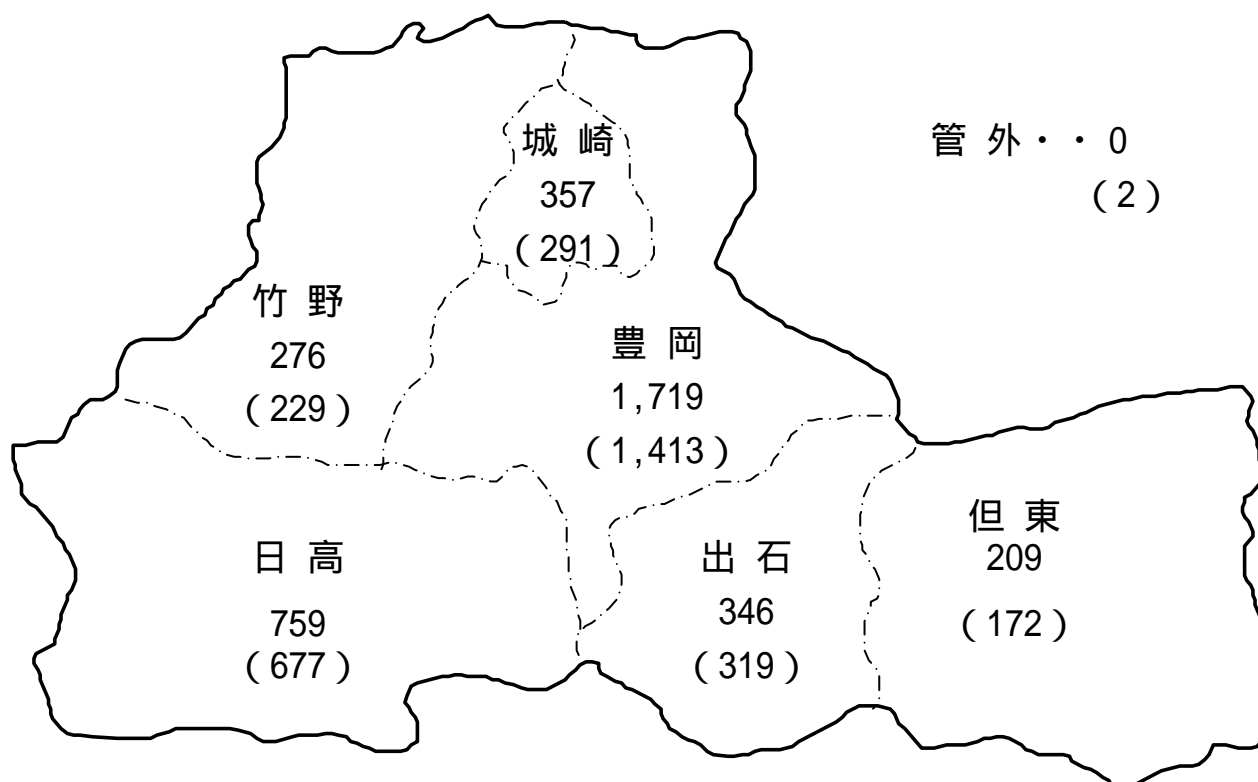 城 崎
357
（291）
管 外・・0
（2）
竹 野
276
（229）
豊 岡
1,719
（1,413）
日 高
759
（677）
出 石
346
（319）
但 東
209
（172）